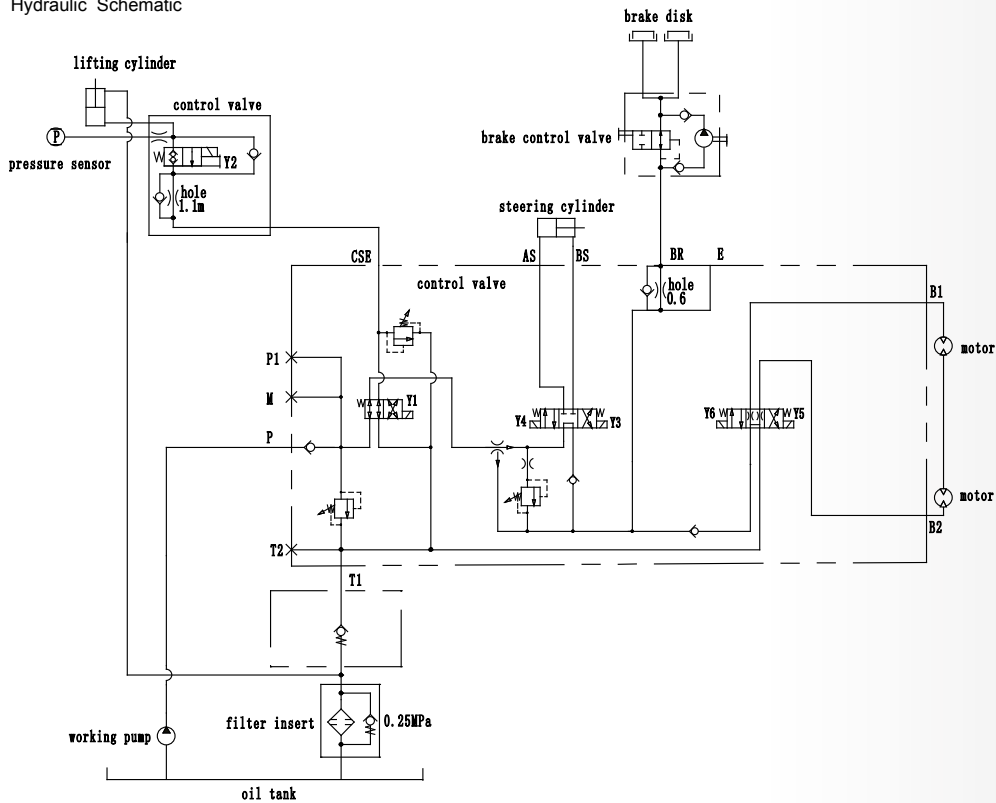 Hydraulic Schematic
brake disk
lifting cylinder
control valve
brake control valve
P
pressure sensor
Y2
hole
1.1m
steering cylinder
CSE
AS
BS
BR
E
control valve
hole
0.6
B1
motor
P1
M
Y1
Y4
Y3
Y6
Y5
P
motor
B2
T2
T1
filter insert
0.25MPa
working pump
oil tank